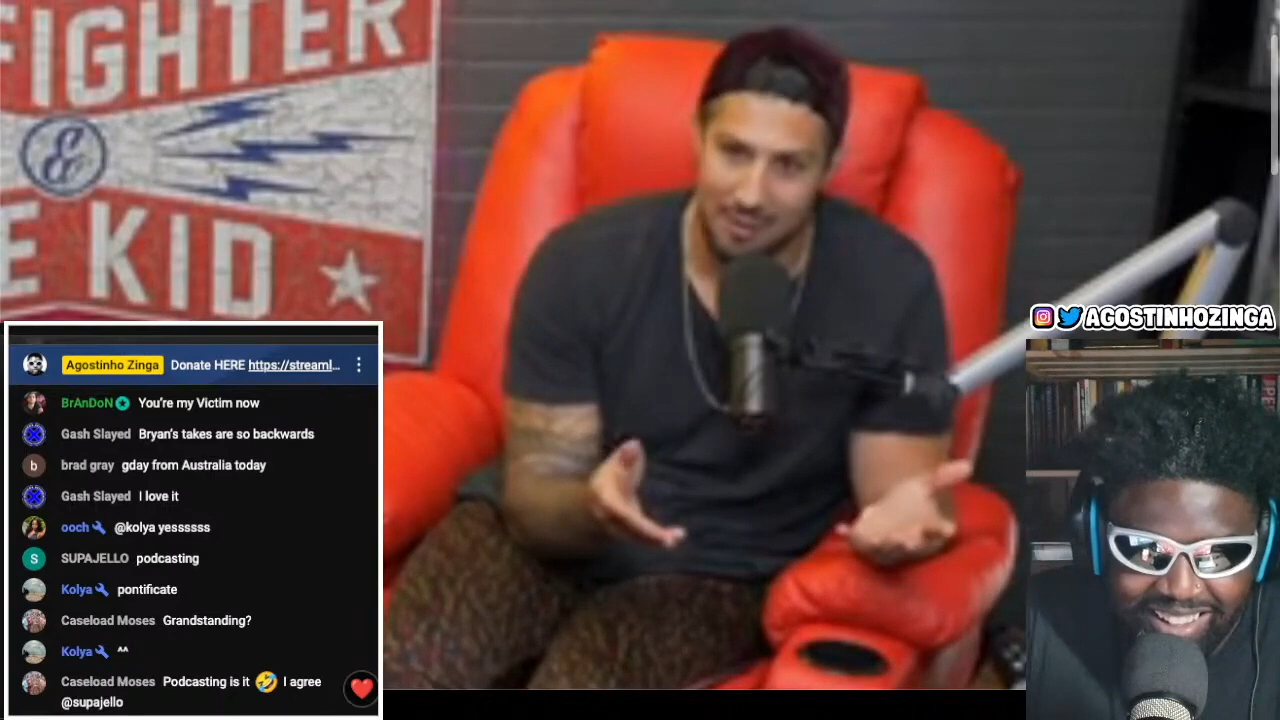 FIGHTER
&
E KID
AGOSTINHOZINGA
Agostinho Zinga Donate HERE https://streaml...
BrAnDoN You're my Victim now
Gash Slayed Bryan's takes are so backwards
b brad gray gday from Australia today
Gash Slayed I love it
ooch @kolya yessssss
S SUPAJELLO podcasting
Kolya pontificate
Caseload Moses Grandstanding?
Kolya ^^
Caseload Moses Podcasting is it 🤣 I agree
@supajello